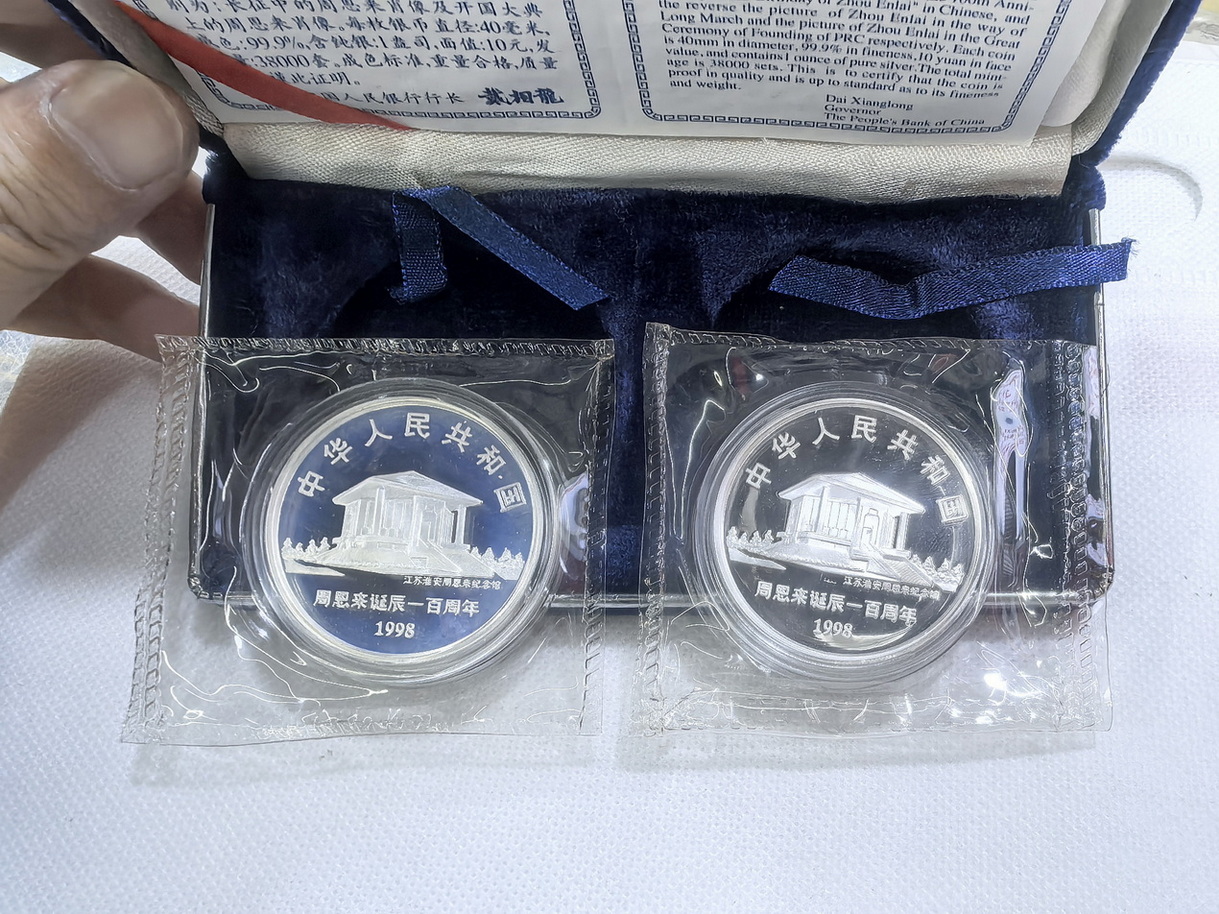 别为:长征中的周恩来肖像及开国大典
上的周恩来肖像。每枚银币直径:40毫米,
色:99.9%,含纯银:1盎司,面值:10元,发
量:38000套,成色标准,重量合格,质量
此证明。
国人民银行行长 戴相龍
of Zhou Enlai" in Chinese, and
the reverse the picture of Zhou Enlai in the way of
Long March and the picture of Zhou Enlai in the Great
Ceremony of Founding of PRC respectively. Each coin
is 40mm in diameter, 99.9% in fineness, 10 yuan in face
value, and contains 1 ounce of pure silver. The total mint-
age is 38000 sets. This is to certify that the coin is
proof in quality and is up to standard as to its fineness
and weight.
Dai Xianglong
Governor
The People's Bank of China
中华人民共和国
江苏淮安周恩来纪念馆
周恩来诞辰一百周年
1998
中华人民共和国
江苏淮安周恩来纪念馆
周恩来诞辰一百周年
1998